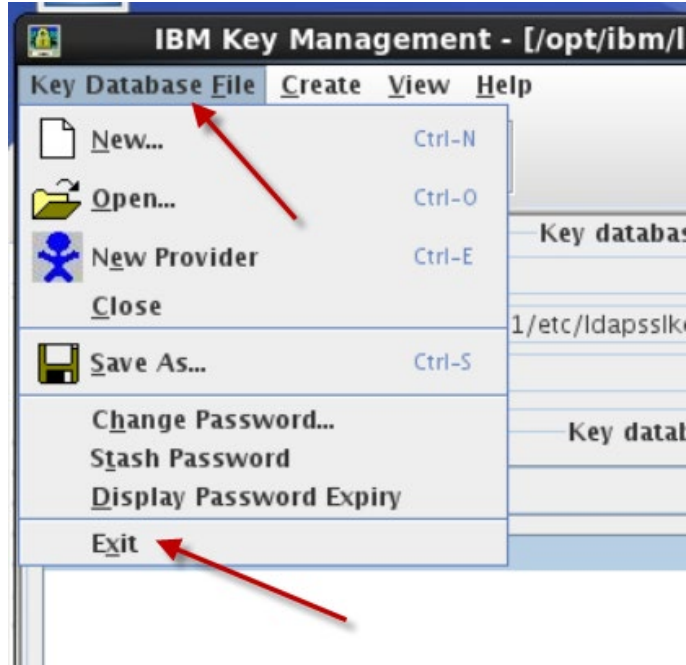 IBM Key Management - [/opt/ibm/l
Key Database File Create View Help
New... Ctrl-N
Open... Ctrl-O
New Provider Ctrl-E
Close
Save As... Ctrl-S
Change Password...
Stash Password
Display Password Expiry
Exit
Key databas
1/etc/ldapsslk
Key datab